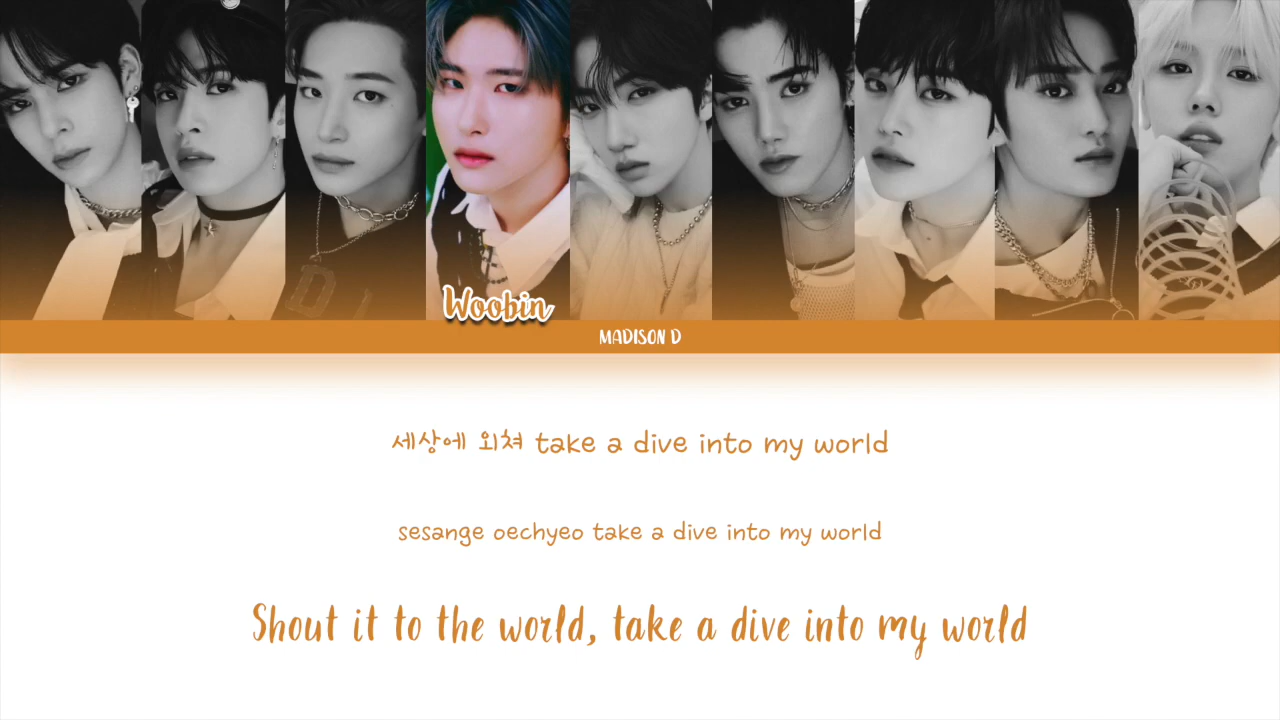 Woobin
MADISON D
세상에 외쳐 take a dive into my world
sesange oechyeo take a dive into my world
Shout it to the world, take a dive into my world